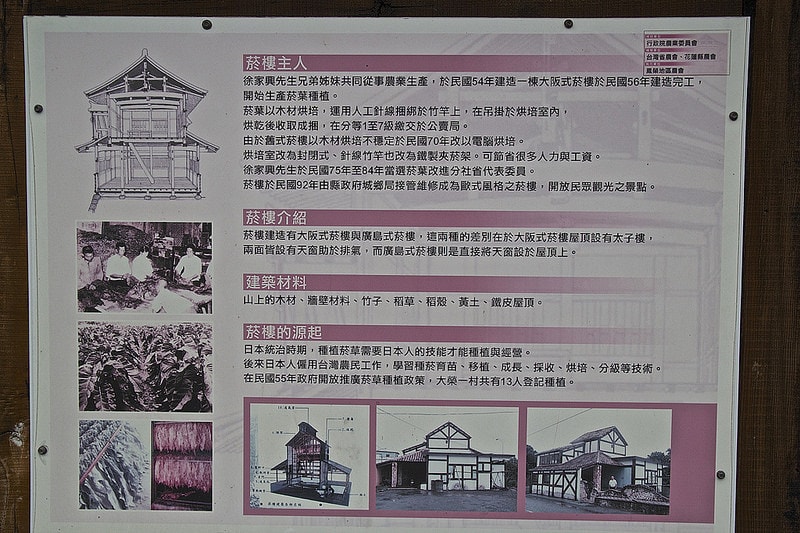 行政院農業委員會
台灣省農會、花蓮縣農會
鳳榮地區農會
菸樓主人
徐家興先生兄弟姊妹共同從事農業生產，於民國54年建造一棟大阪式菸樓於民國56年建造完工，
開始生產菸葉種植。
菸葉以木材烘培，運用人工針線捆綁於竹竿上，在吊掛於烘培室內，
烘乾後收取成捆，在分等1至7級繳交於公賣局。
由於舊式菸樓以木材烘培不穩定於民國70年改以電腦烘培。
烘培室改為封閉式、針線竹竿也改為鐵製夾菸架。可節省很多人力與工資。
徐家興先生於民國75年至84年當選菸葉改進分社省代表委員。
菸樓於民國92年由縣政府城鄉局接管維修成為歐式風格之菸樓，開放民眾觀光之景點。
菸樓介紹
菸樓建造有大阪式菸樓與廣島式菸樓，這兩種的差別在於大阪式菸樓屋頂設有太子樓，
兩面皆設有天窗助於排氣，而廣島式菸樓則是直接將天窗設於屋頂上。
建築材料
山上的木材、牆壁材料、竹子、稻草、稻殼、黃土、鐵皮屋頂。
菸樓的源起
日本統治時期，種植菸草需要日本人的技能才能種植與經營。
後來日本人僱用台灣農民工作，學習種菸育苗、移植、成長、採收、烘培、分級等技術。
在民國55年政府開放推廣菸草種植政策，大榮一村共有13人登記種植。